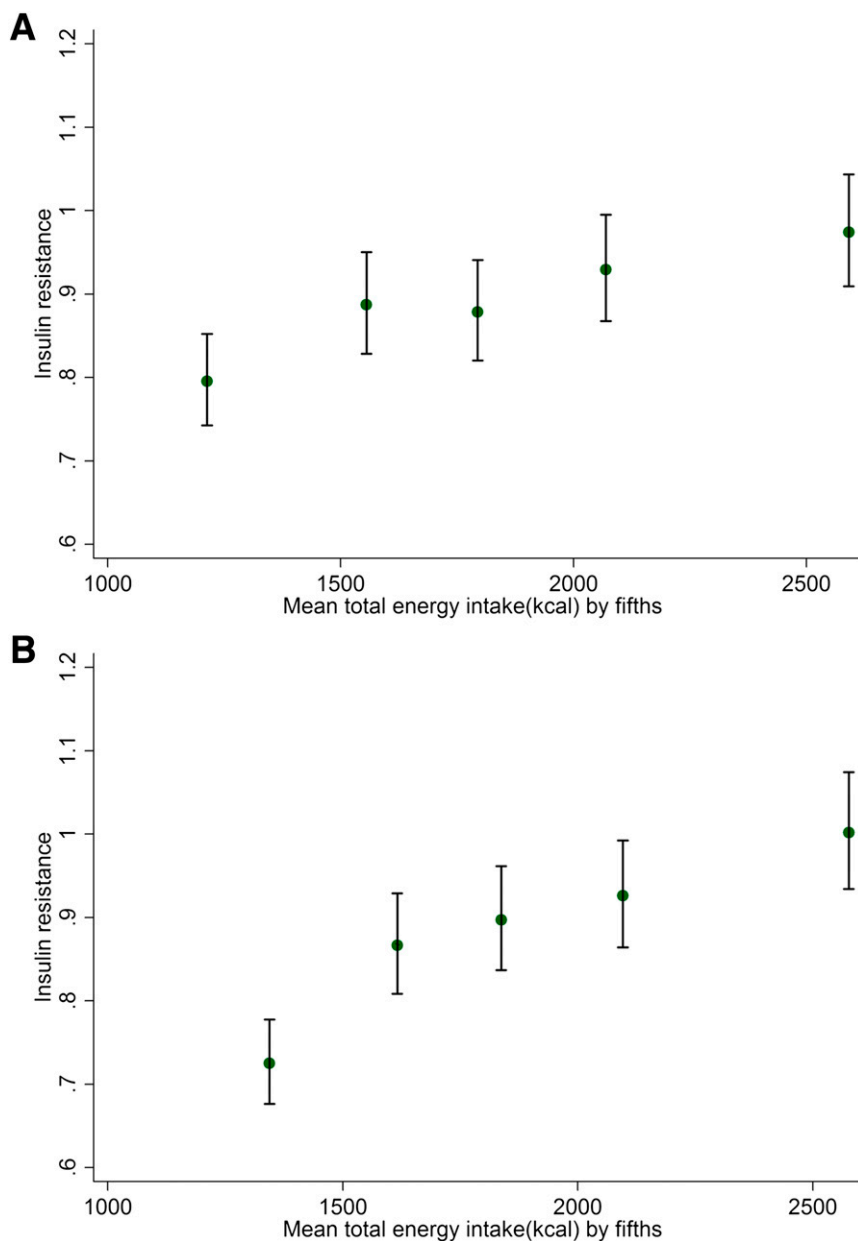 A
1.2
1.1
1
.9
.8
.7
.6
Insulin resistance
1000 1500 2000 2500
Mean total energy intake(kcal) by fifths
B
1.2
1.1
1
.9
.8
.7
.6
Insulin resistance
1000 1500 2000 2500
Mean total energy intake(kcal) by fifths